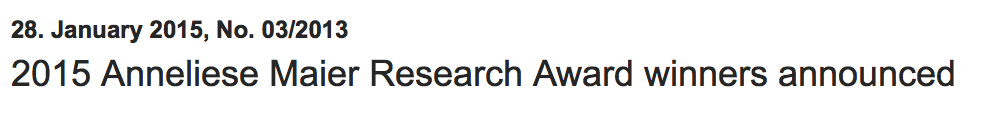 28. January 2015, No. 03/2013
2015 Anneliese Maier Research Award winners announced